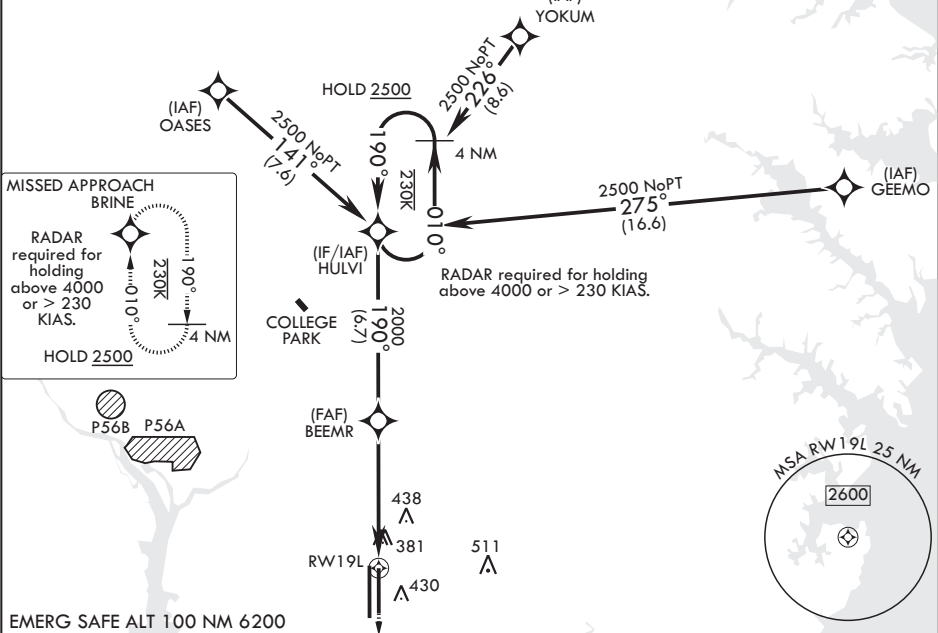 (IAF)
YOKUM
2500 NoPT
226°
(8.6)
HOLD 2500
(IAF)
OASES
2500 NoPT
141°
(7.6)
190°
230K
010°
4 NM
2500 NoPT
275°
(16.6)
(IAF)
GEEMO
(IF/IAF)
HULVI
RADAR required for holding
above 4000 or > 230 KIAS.
MISSED APPROACH
BRINE
RADAR
required for
holding
above 4000
or > 230
KIAS.
010°
230K
190°
4 NM
HOLD 2500
COLLEGE
PARK
2000
190°
(6.7)
P56B
P56A
(FAF)
BEEMR
438
381
511
RW19L
430
MSA RW19L 25 NM
2600
EMERG SAFE ALT 100 NM 6200